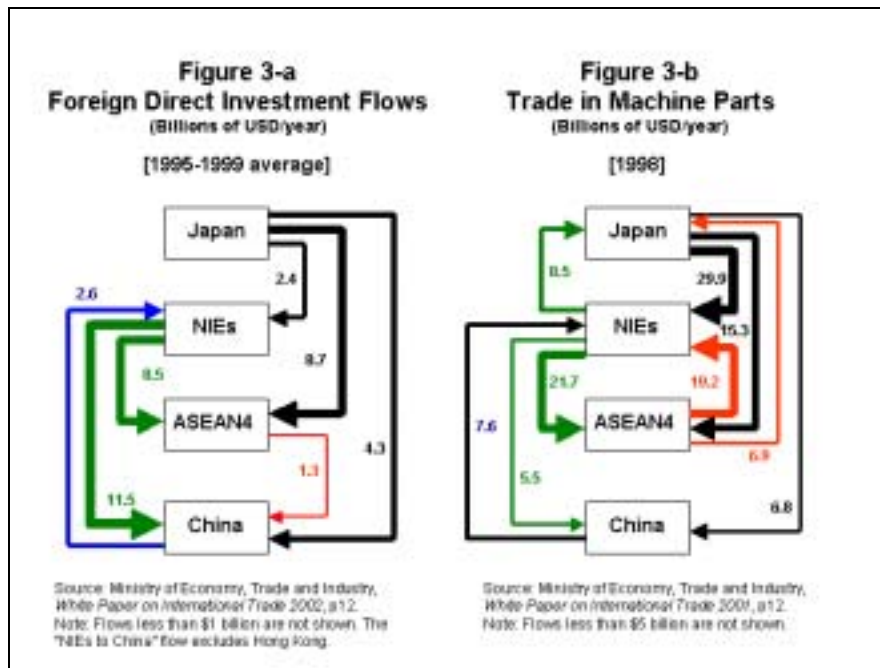 Figure 3-a
Foreign Direct Investment Flows
(Billions of USD/year)
[1995-1999 average]
Japan
2.4
2.6
NIEs
8.7
8.5
ASEAN4
4.3
1.3
11.5
China
Source: Ministry of Economy, Trade and Industry,
White Paper on International Trade 2002, p12.
Note: Flows less than $1 billion are not shown. The
"NIEs to China" flow excludes Hong Kong.
Figure 3-b
Trade in Machine Parts
(Billions of USD/year)
[1998]
Japan
8.5
29.9
NIEs
15.3
21.7
ASEAN4
7.6
6.9
5.5
6.8
China
Source: Ministry of Economy, Trade and Industry,
White Paper on International Trade 2001, p12.
Note: Flows less than $5 billion are not shown.